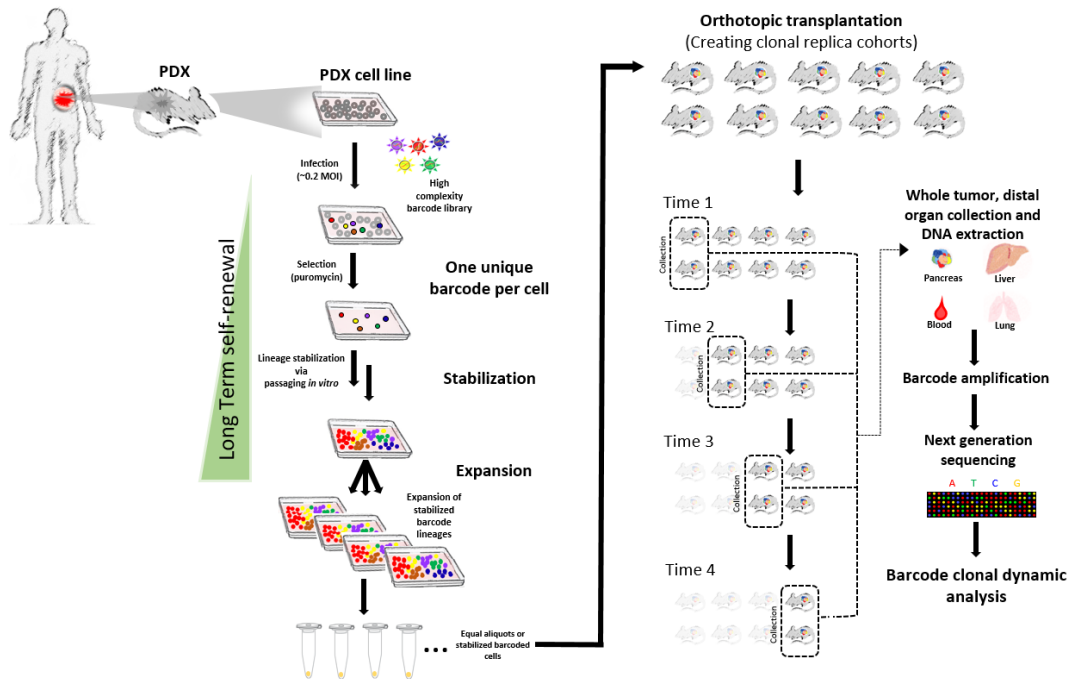 PDX
PDX cell line
Infection
(~0.2 MOI)
High
complexity
barcode library
Selection
(puromycin)
One unique
barcode per cell
Lineage stabilization
via
passaging in vitro
Stabilization
Long Term self-renewal
Expansion
Expansion of
stabilized
barcode
lineages
Equal aliquots or
stabilized barcoded
cells
Orthotopic transplantation
(Creating clonal replica cohorts)
Time 1
Collection
Time 2
Collection
Time 3
Collection
Time 4
Collection
Whole tumor, distal
organ collection and
DNA extraction
Pancreas
Liver
Blood
Lung
Barcode amplification
Next generation
sequencing
A T C G
Barcode clonal dynamic
analysis